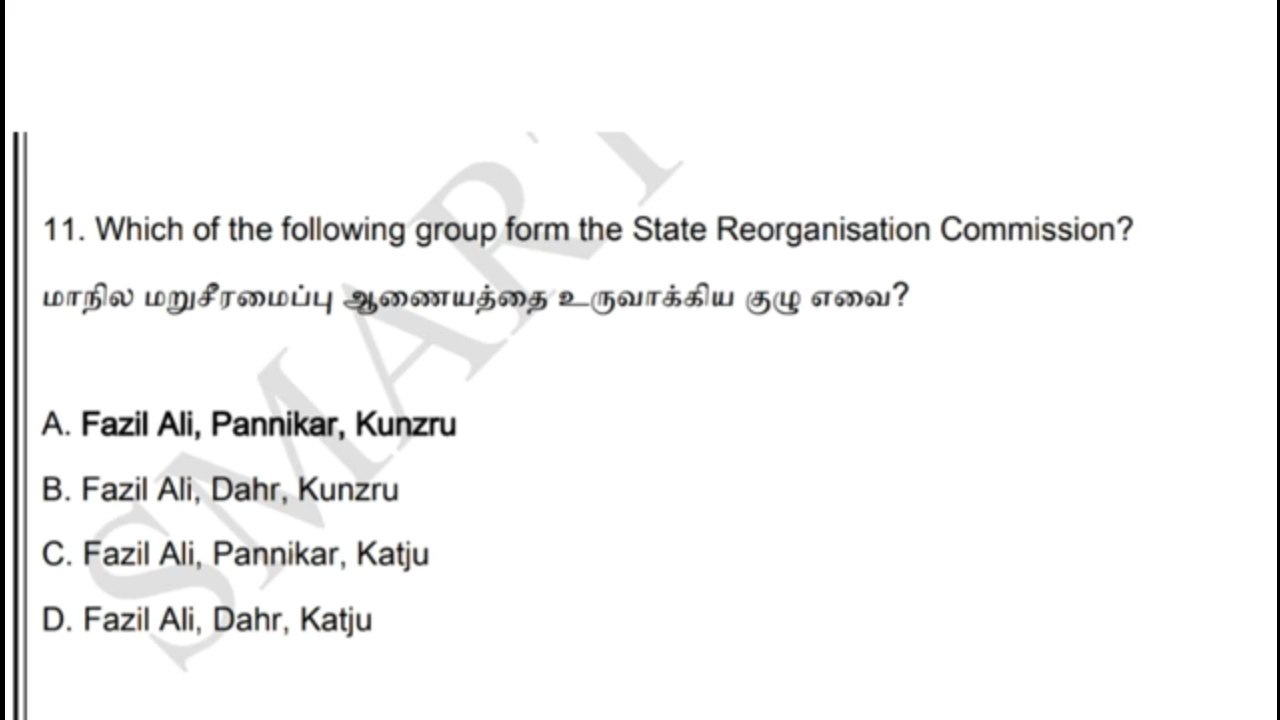 11. Which of the following group form the State Reorganisation Commission?
மாநில மறுசீரமைப்பு ஆணையத்தை உருவாக்கிய குழு எவை?
A. Fazil Ali, Pannikar, Kunzru
B. Fazil Ali, Dahr, Kunzru
C. Fazil Ali, Pannikar, Katju
D. Fazil Ali, Dahr, Katju
SMART